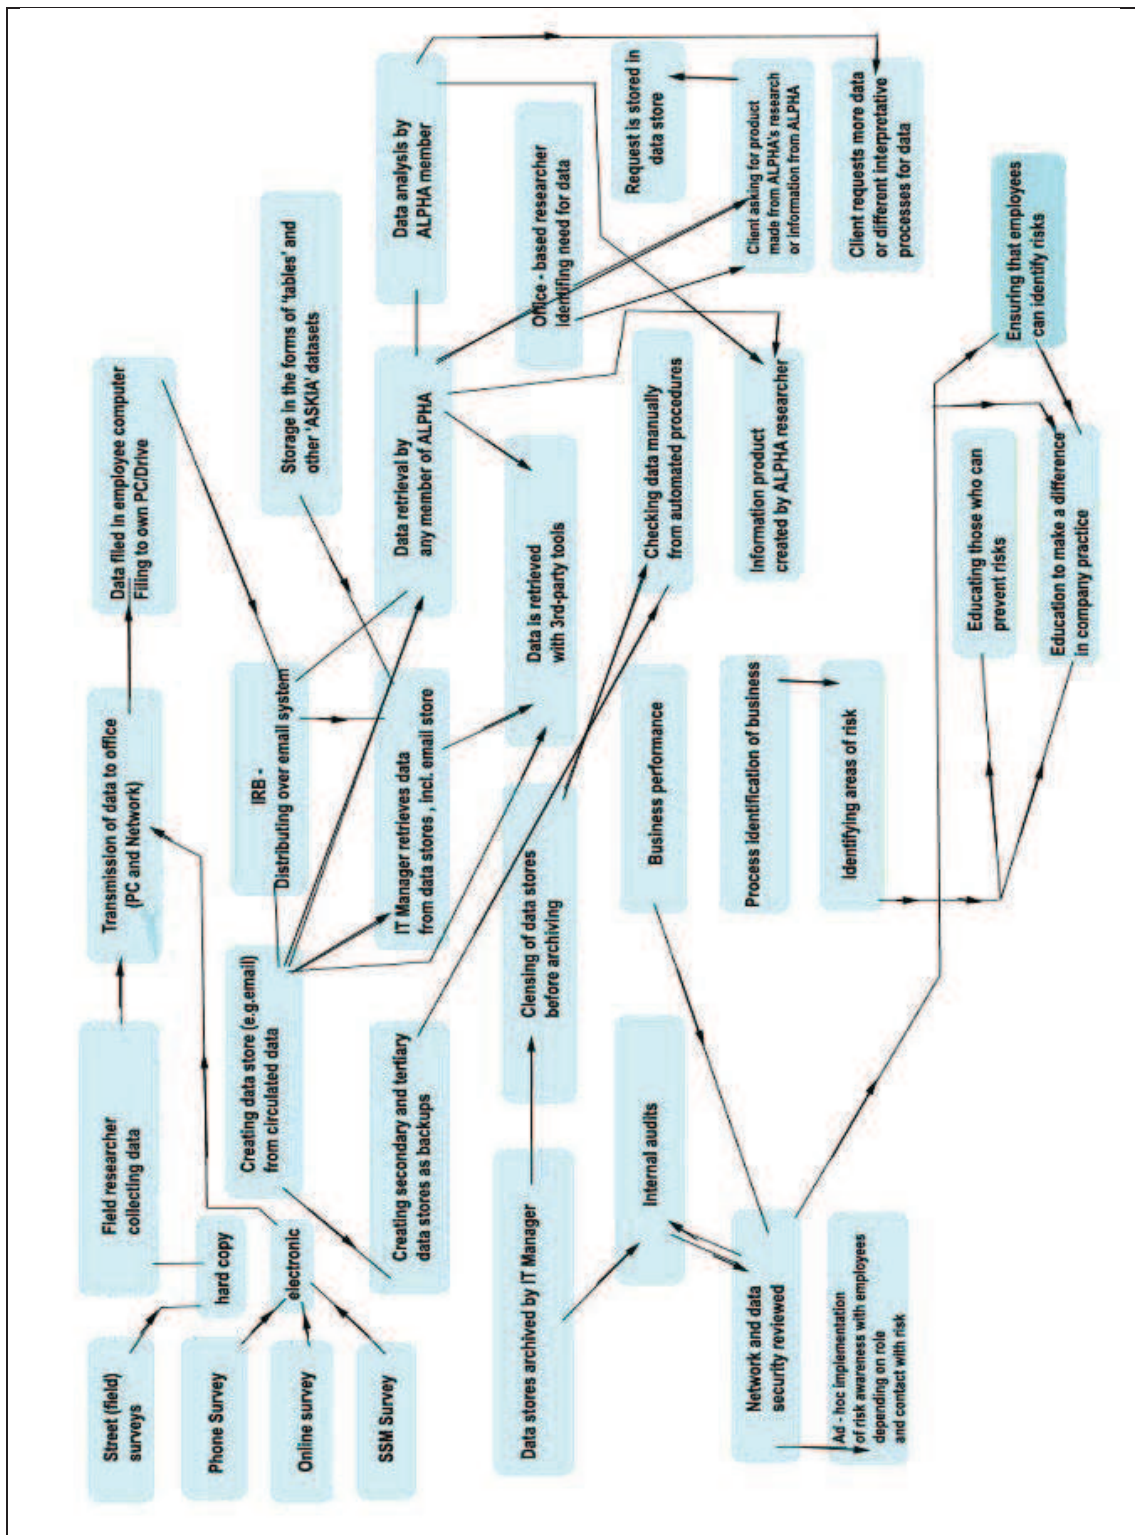 Street (field)
surveys
Phone Survey
Online survey
SSM Survey
hard copy
electronic
Field researcher
collecting data
Transmission of data to office
(PC and Network)
Data filed in employee computer
Filing to own PC/Drive
Creating data store (e.g.email)
from circulated data
IRB -
Distributing over email system
Storage in the forms of 'tables' and
other 'ASKIA' datasets
Creating secondary and tertiary
data stores as backups
IT Manager retrieves data
from data stores , incl. email store
Data retrival by
any member of ALPHA
Data analysis by
ALPHA member
Data stores archived by IT Manager
Clensing of data stores
before archiving
Data is retrieved
with 3rd-party tools
Office - based researcher
Identifing need for data
Internal audits
Business performance
Checking data manually
from automated procedures
Request is stored in
data store
Network and data
security reviewed
Process identification of business
Information product
created by ALPHA researcher
Client asking for product
made from ALPHA's research
or information from ALPHA
Ad - hoc implementation
of risk awareness with employees
depending on role
and contact with risk
Identifying areas of risk
Client requests more data
or different interpretative
processes for data
Educating those who can
prevent risks
Ensuring that employees
can identify risks
Education to make a difference
in company practice